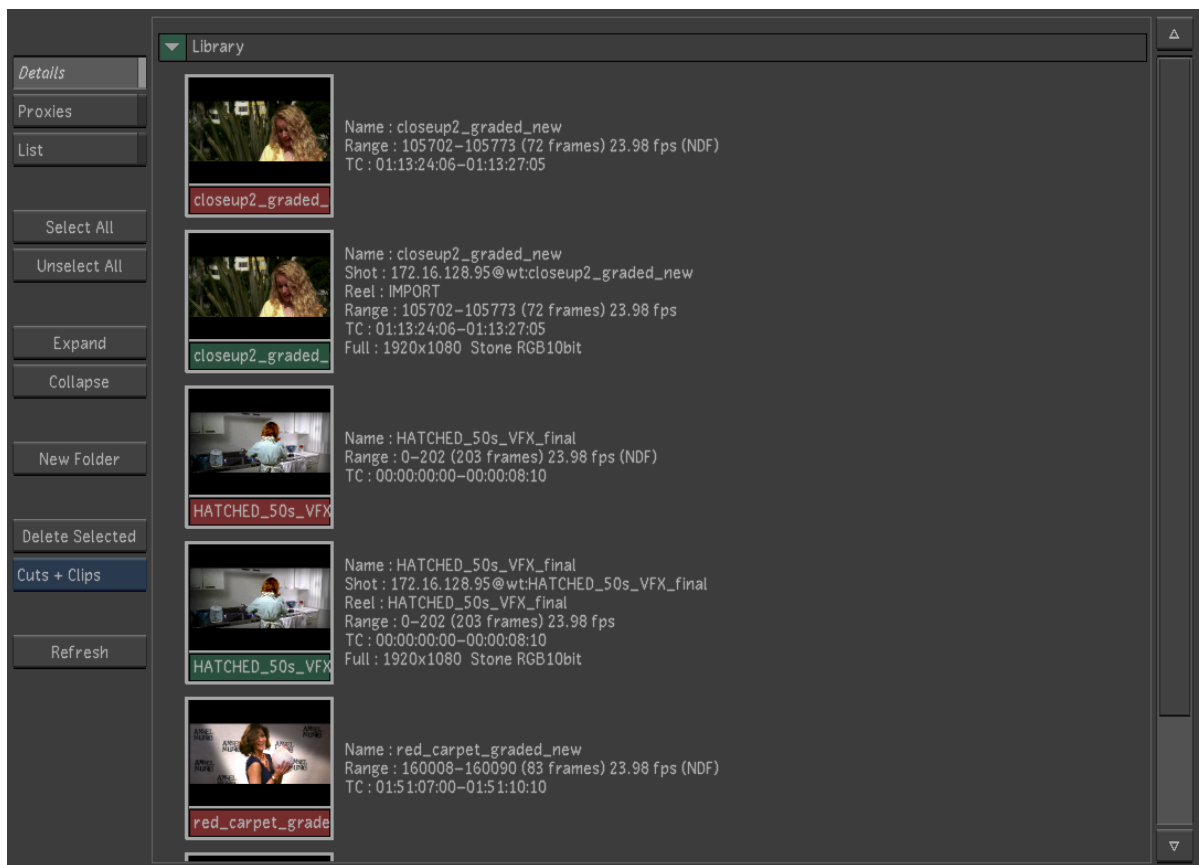 Details
Proxies
List
Select All
Unselect All
Expand
Collapse
New Folder
Delete Selected
Cuts + Clips
Refresh
Library
closeup2_graded_
Name : closeup2_graded_new
Range : 105702–105773 (72 frames) 23.98 fps (NDF)
TC : 01:13:24:06–01:13:27:05
closeup2_graded_
Name : closeup2_graded_new
Shot : 172.16.128.95@wt:closeup2_graded_new
Reel : IMPORT
Range : 105702–105773 (72 frames) 23.98 fps
TC : 01:13:24:06–01:13:27:05
Full : 1920x1080 Stone RGB10bit
HATCHED_50s_VFX
Name : HATCHED_50s_VFX_final
Range : 0–202 (203 frames) 23.98 fps (NDF)
TC : 00:00:00:00–00:00:08:10
HATCHED_50s_VFX
Name : HATCHED_50s_VFX_final
Shot : 172.16.128.95@wt:HATCHED_50s_VFX_final
Reel : HATCHED_50s_VFX_final
Range : 0–202 (203 frames) 23.98 fps
TC : 00:00:00:00–00:00:08:10
Full : 1920x1080 Stone RGB10bit
red_carpet_grade
Name : red_carpet_graded_new
Range : 160008–160090 (83 frames) 23.98 fps (NDF)
TC : 01:51:07:00–01:51:10:10